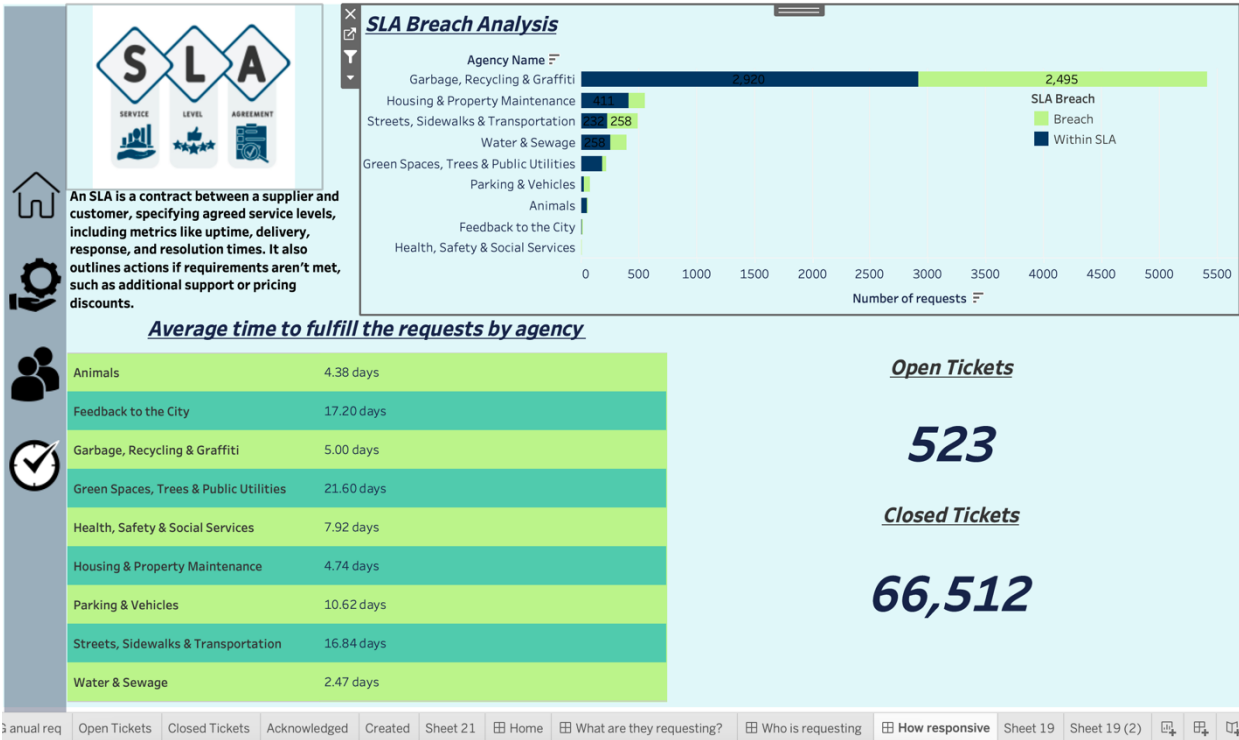 S L A
SERVICE LEVEL AGREEMENT
An SLA is a contract between a supplier and
customer, specifying agreed service levels,
including metrics like uptime, delivery,
response, and resolution times. It also
outlines actions if requirements aren't met,
such as additional support or pricing
discounts.
SLA Breach Analysis
Agency Name
Garbage, Recycling & Graffiti 2,920 2,495
Housing & Property Maintenance 411
Streets, Sidewalks & Transportation 232 258
Water & Sewage 258
Green Spaces, Trees & Public Utilities
Parking & Vehicles
Animals
Feedback to the City
Health, Safety & Social Services
0 500 1000 1500 2000 2500 3000 3500 4000 4500 5000 5500
Number of requests
SLA Breach
Breach
Within SLA
Average time to fulfill the requests by agency
Animals 4.38 days
Feedback to the City 17.20 days
Garbage, Recycling & Graffiti 5.00 days
Green Spaces, Trees & Public Utilities 21.60 days
Health, Safety & Social Services 7.92 days
Housing & Property Maintenance 4.74 days
Parking & Vehicles 10.62 days
Streets, Sidewalks & Transportation 16.84 days
Water & Sewage 2.47 days
Open Tickets
523
Closed Tickets
66,512
anual req Open Tickets Closed Tickets Acknowledged Created Sheet 21 Home What are they requesting? Who is requesting How responsive Sheet 19 Sheet 19 (2)